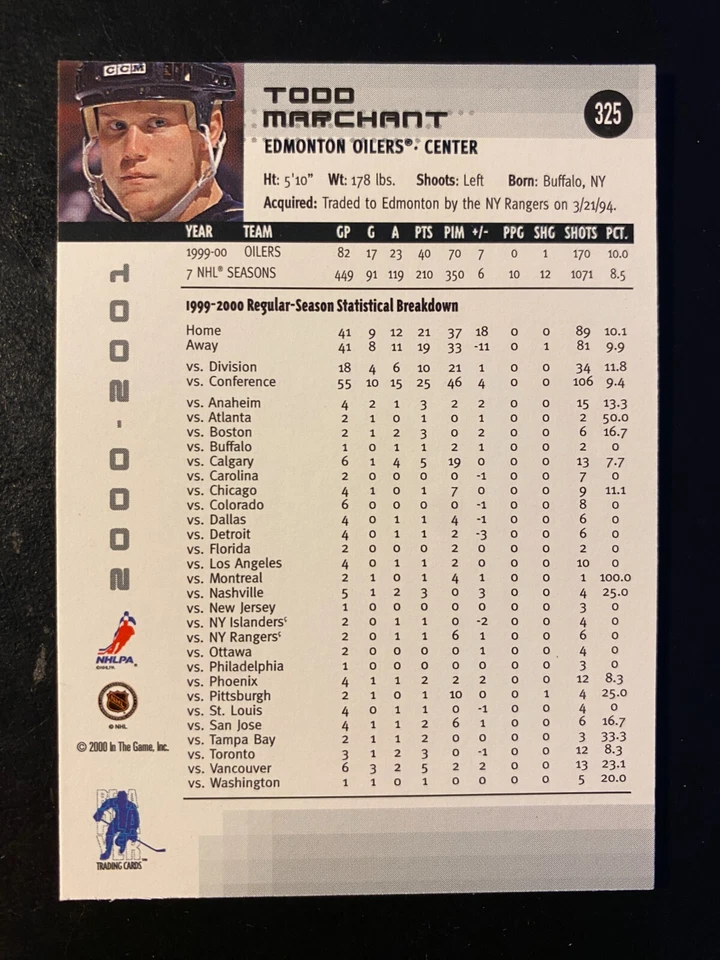 CCM
TODD
MARCHANT
325
EDMONTON OILERS®· CENTER
Ht: 5'10" Wt: 178 lbs. Shoots: Left Born: Buffalo, NY
Acquired: Traded to Edmonton by the NY Rangers on 3/21/94.
YEAR TEAM GP G A PTS PIM +/- PPG SHG SHOTS PCT.
1999-00 OILERS 82 17 23 40 70 7 0 1 170 10.0
7 NHL® SEASONS 449 91 119 210 350 6 10 12 1071 8.5
1999-2000 Regular-Season Statistical Breakdown
Home 41 9 12 21 37 18 0 0 89 10.1
Away 41 8 11 19 33 -11 0 1 81 9.9
vs. Division 18 4 6 10 21 1 0 0 34 11.8
vs. Conference 55 10 15 25 46 4 0 0 106 9.4
vs. Anaheim 4 2 1 3 2 2 0 0 15 13.3
vs. Atlanta 2 1 0 1 0 1 0 0 2 50.0
vs. Boston 2 1 2 3 0 2 0 0 6 16.7
vs. Buffalo 1 0 1 1 2 1 0 0 2 0
vs. Calgary 6 1 4 5 19 0 0 0 13 7.7
vs. Carolina 2 0 0 0 0 -1 0 0 7 0
vs. Chicago 4 1 0 1 7 0 0 0 9 11.1
vs. Colorado 6 0 0 0 0 -1 0 0 8 0
vs. Dallas 4 0 1 1 4 -1 0 0 6 0
vs. Detroit 4 0 1 1 2 -3 0 0 6 0
vs. Florida 2 0 0 0 2 0 0 0 2 0
vs. Los Angeles 4 0 1 1 2 0 0 0 10 0
vs. Montreal 2 1 0 1 4 1 0 0 1 100.0
vs. Nashville 5 1 2 3 0 3 0 0 4 25.0
vs. New Jersey 1 0 0 0 0 0 0 0 3 0
vs. NY Islanders‘ 2 0 1 1 0 -2 0 0 4 0
vs. NY Rangers‘ 2 0 1 1 6 1 0 0 6 0
vs. Ottawa 2 0 0 0 0 1 0 0 4 0
vs. Philadelphia 1 0 0 0 0 0 0 0 3 0
vs. Phoenix 4 1 1 2 2 2 0 0 12 8.3
vs. Pittsburgh 2 1 0 1 10 0 0 1 4 25.0
vs. St. Louis 4 0 1 1 0 -1 0 0 4 0
vs. San Jose 4 1 1 2 6 1 0 0 6 16.7
vs. Tampa Bay 2 1 1 2 0 0 0 0 3 33.3
vs. Toronto 3 1 2 3 0 -1 0 0 12 8.3
vs. Vancouver 6 3 2 5 2 2 0 0 13 23.1
vs. Washington 1 1 0 1 0 0 0 0 5 20.0
2000-2001
NHLPA
©NHLPA
NHL
© NHL
© 2000 In The Game, Inc.
BE A
PLAYER
TRADING CARDS™